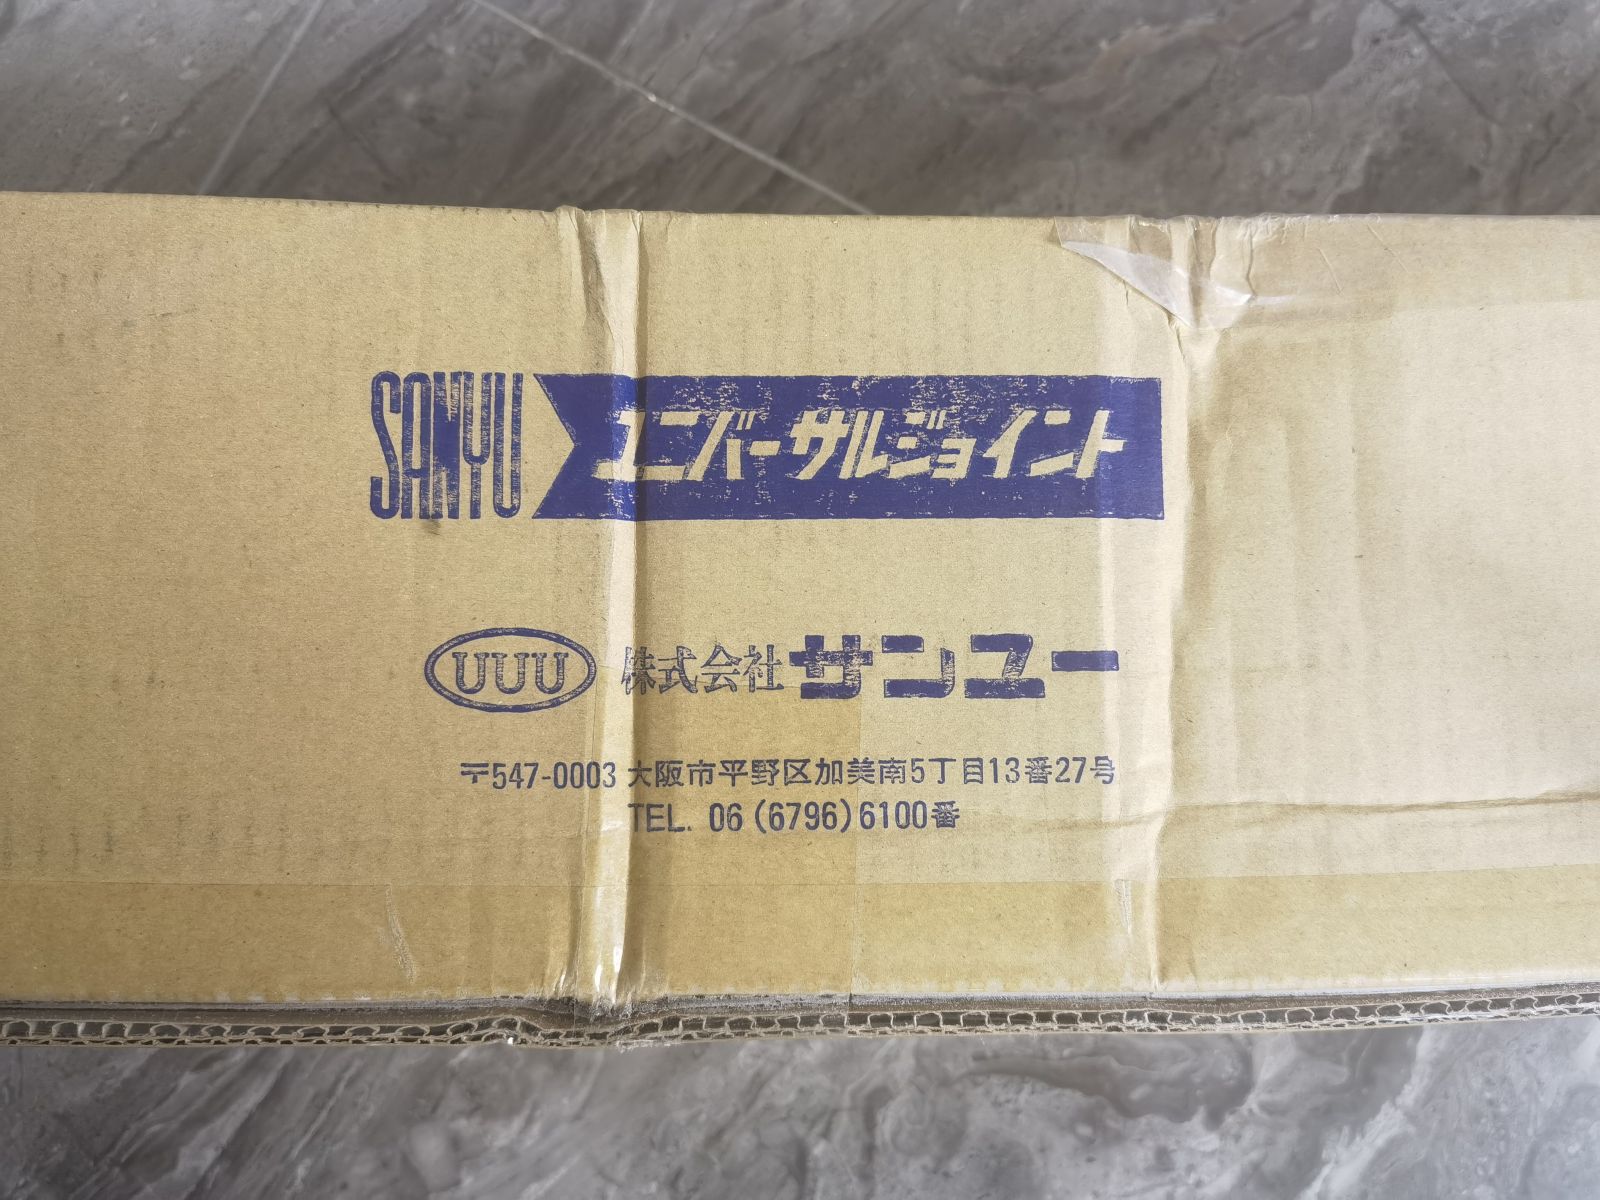 SANYU ユニバーサルジョイント
UUU 株式会社サンユー
〒547-0003 大阪市平野区加美南5丁目13番27号
TEL. 06(6796)6100番